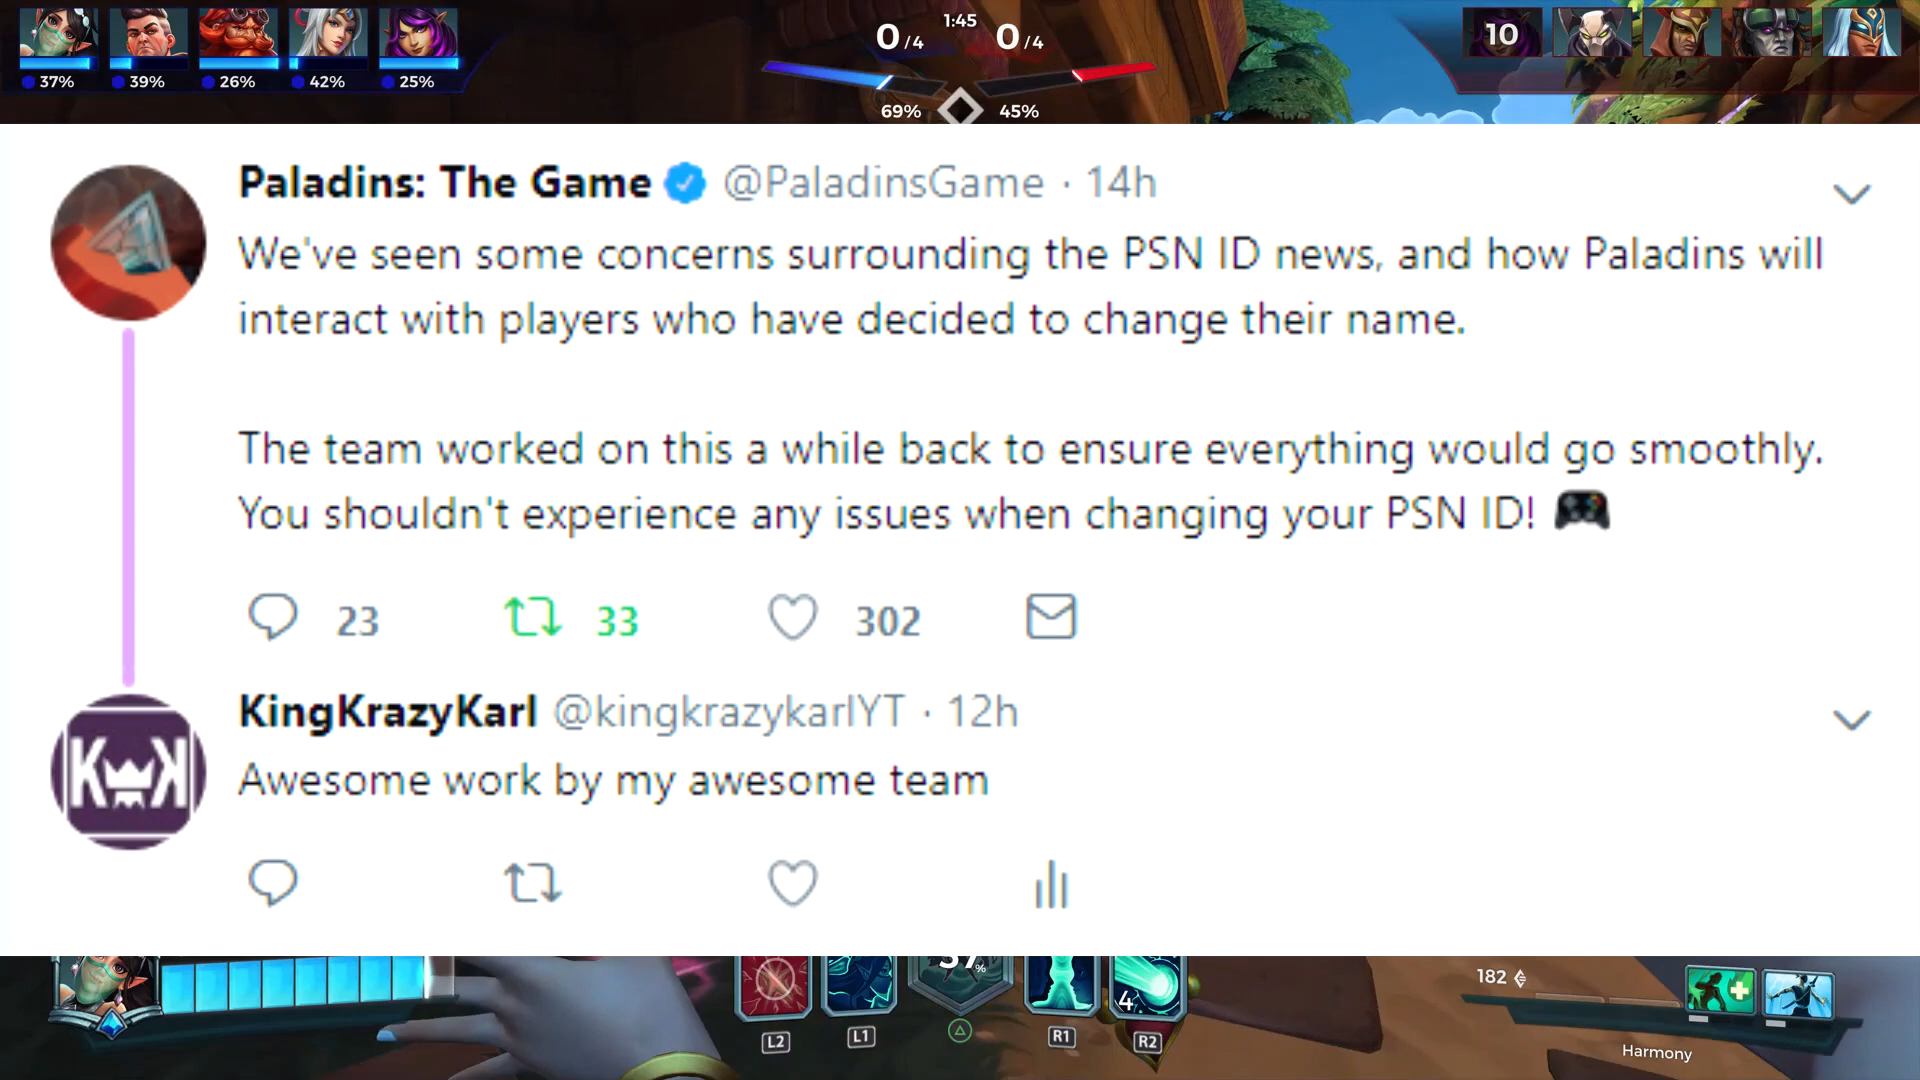 37%
39%
26%
42%
25%
1:45
0/4
0/4
69%
45%
10
Paladins: The Game @PaladinsGame · 14h
We've seen some concerns surrounding the PSN ID news, and how Paladins will
interact with players who have decided to change their name.
The team worked on this a while back to ensure everything would go smoothly.
You shouldn't experience any issues when changing your PSN ID!
23
33
302
KingKrazyKarl @kingkrazykarlYT · 12h
KK
Awesome work by my awesome team
37%
4
182
L2
L1
R1
R2
Harmony